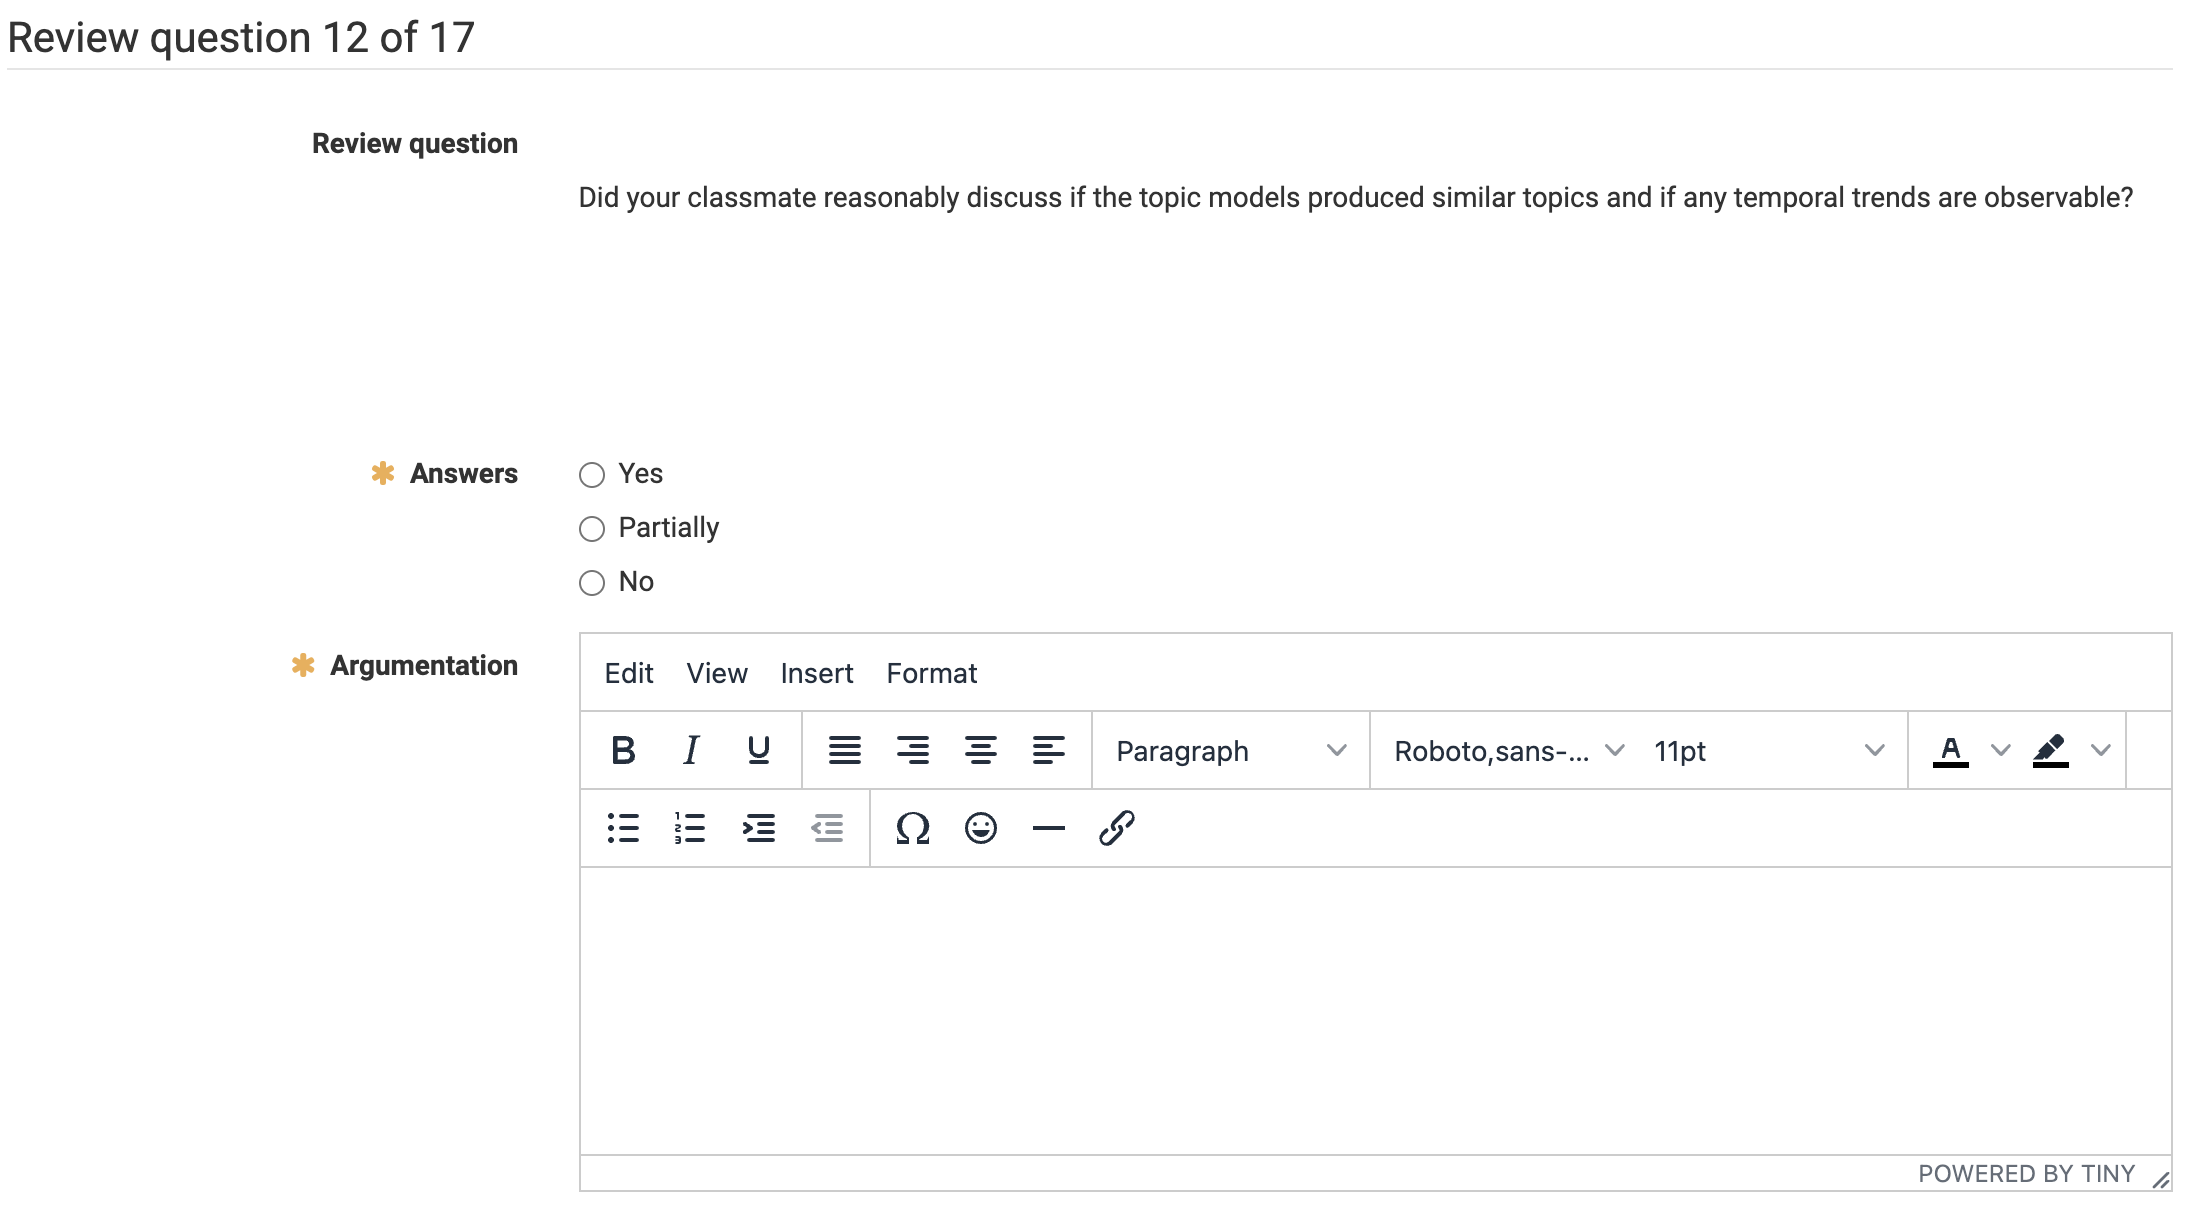 Review question 12 of 17
Review question
Did your classmate reasonably discuss if the topic models produced similar topics and if any temporal trends are observable?
✱ Answers
Yes
Partially
No
✱ Argumentation
Edit View Insert Format
B I U Paragraph Roboto,sans-... 11pt A
Ω
POWERED BY TINY